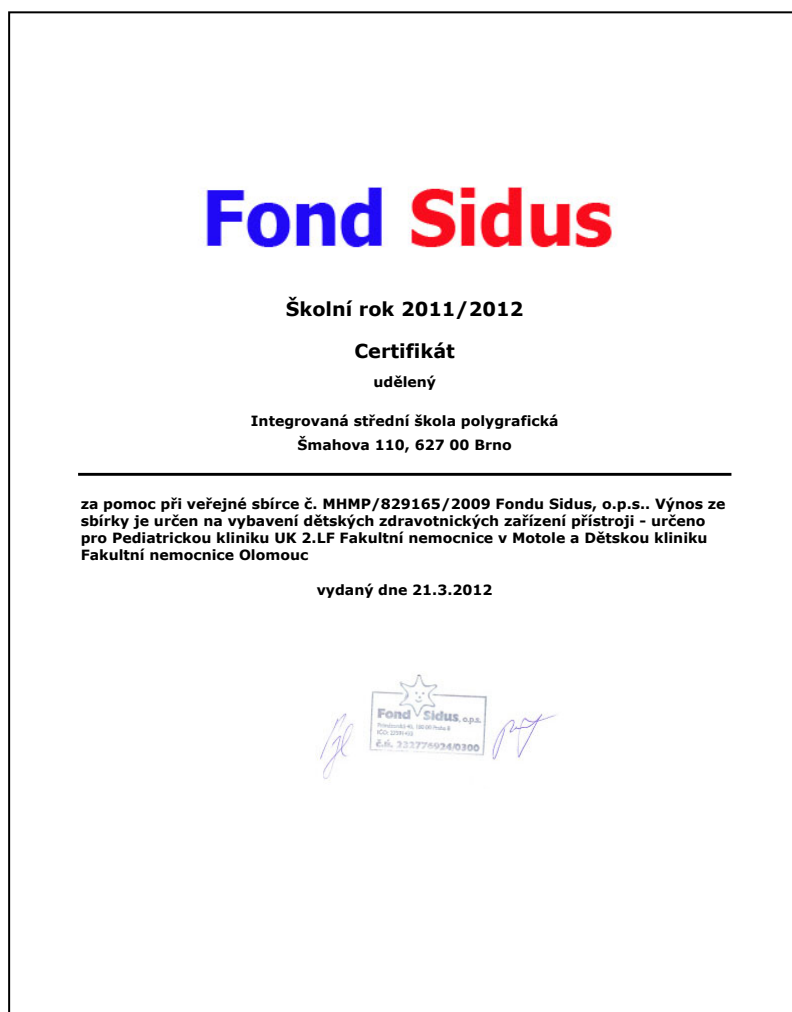 Fond Sidus
Školní rok 2011/2012
Certifikát
udělený
Integrovaná střední škola polygrafická
Šmahova 110, 627 00 Brno
za pomoc při veřejné sbírce č. MHMP/829165/2009 Fondu Sidus, o.p.s.. Výnos ze
sbírky je určen na vybavení dětských zdravotnických zařízení přístroji - určeno
pro Pediatrickou kliniku UK 2.LF Fakultní nemocnice v Motole a Dětskou kliniku
Fakultní nemocnice Olomouc
vydaný dne 21.3.2012
Fond Sidus, o.p.s.
č.ú. 222776924/0300